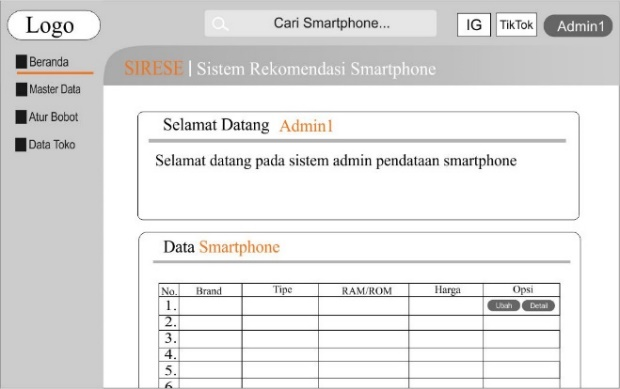 Logo
Cari Smartphone...
IG
TikTok
Admin1
Beranda
Master Data
Atur Bobot
Data Toko
SIRESE | Sistem Rekomendasi Smartphone
Selamat Datang Admin1
Selamat datang pada sistem admin pendataan smartphone
Data Smartphone
No. Brand Tipe RAM/ROM Harga Opsi
1. Ubah Detail
2.
3.
4.
5.
6